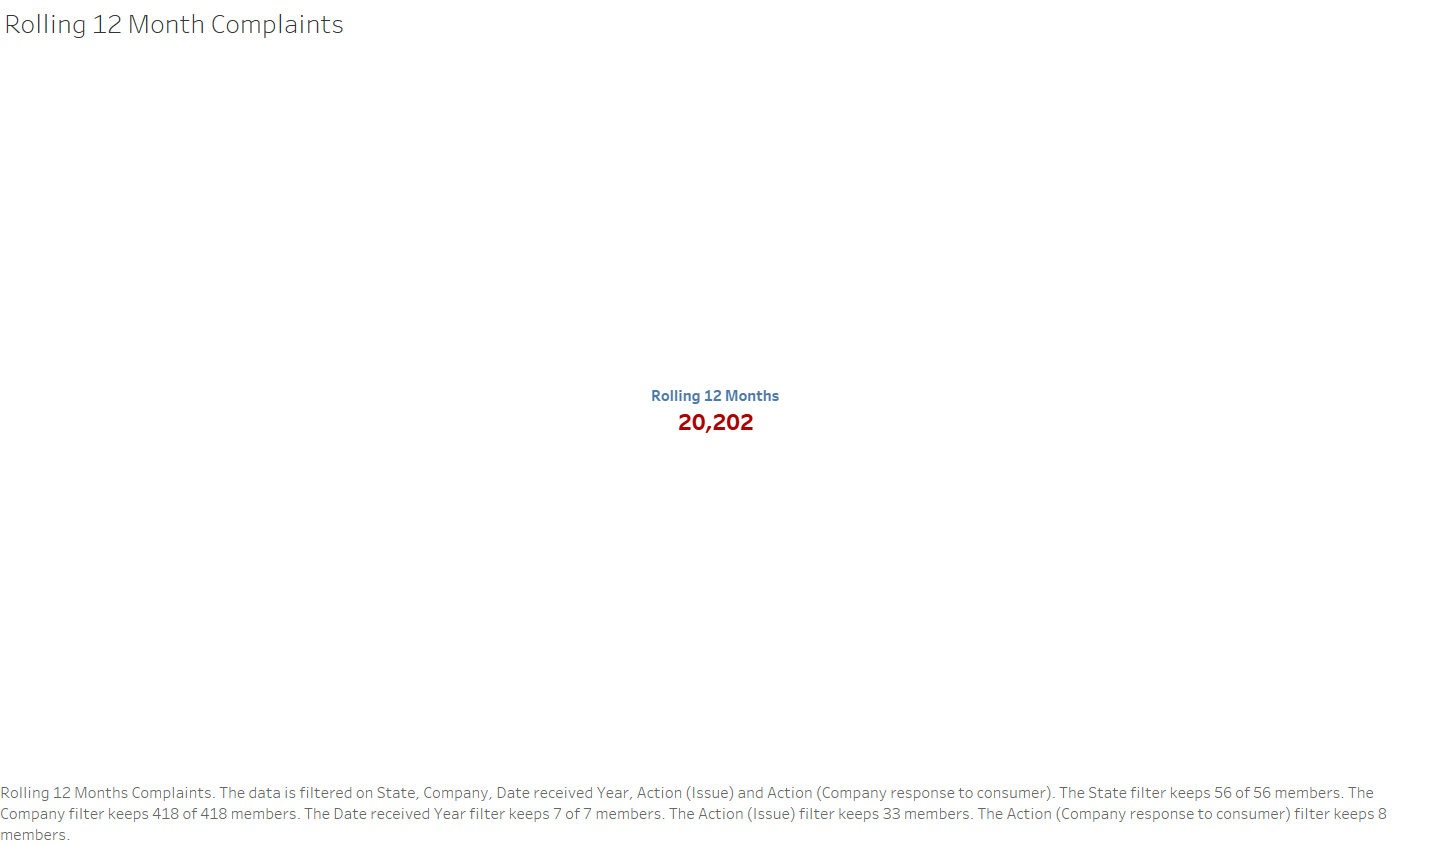 Rolling 12 Month Complaints
Rolling 12 Months
20,202
Rolling 12 Months Complaints. The data is filtered on State, Company, Date received Year, Action (Issue) and Action (Company response to consumer). The State filter keeps 56 of 56 members. The
Company filter keeps 418 of 418 members. The Date received Year filter keeps 7 of 7 members. The Action (Issue) filter keeps 33 members. The Action (Company response to consumer) filter keeps 8
members.